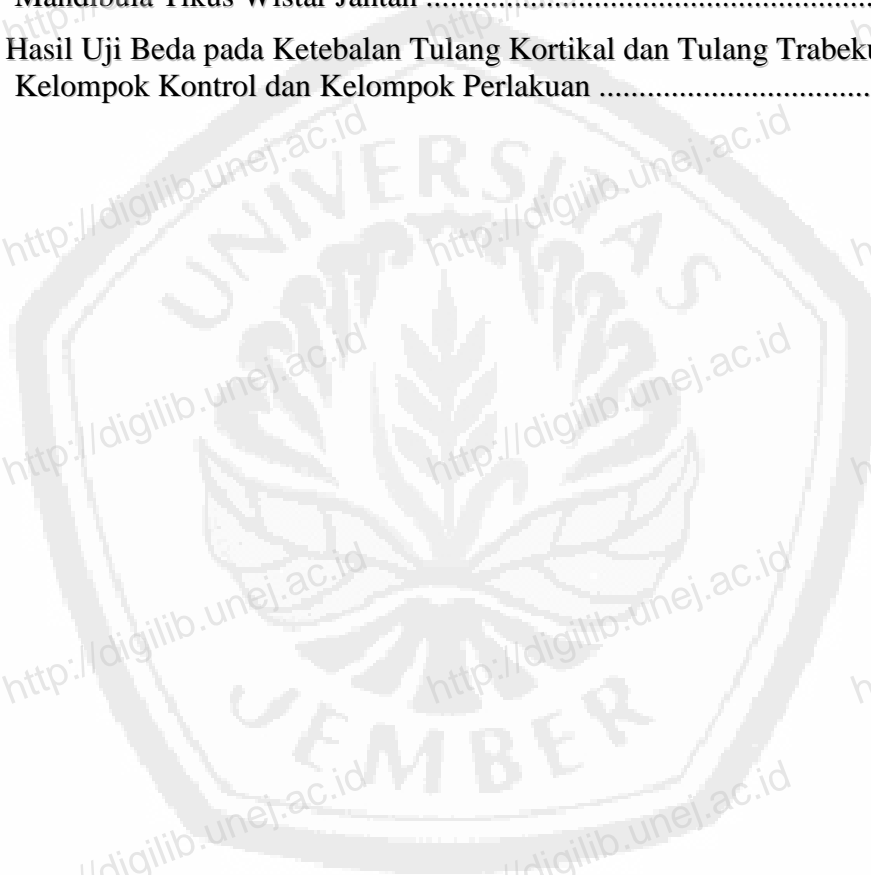 Mandibula Tikus Wistar Jantan ........................................................
Hasil Uji Beda pada Ketebalan Tulang Kortikal dan Tulang Trabeku
Kelompok Kontrol dan Kelompok Perlakuan ..................................
http://digilib.unej.ac.id
http://digilib.unej.ac.id
UNIVERSITAS
http://digilib.unej.ac.id
http://digilib.unej.ac.id
http://digilib.unej.ac.id
http://digilib.unej.ac.id
JEMBER
//digilib.unej.ac.id
//digilib.unej.ac.id